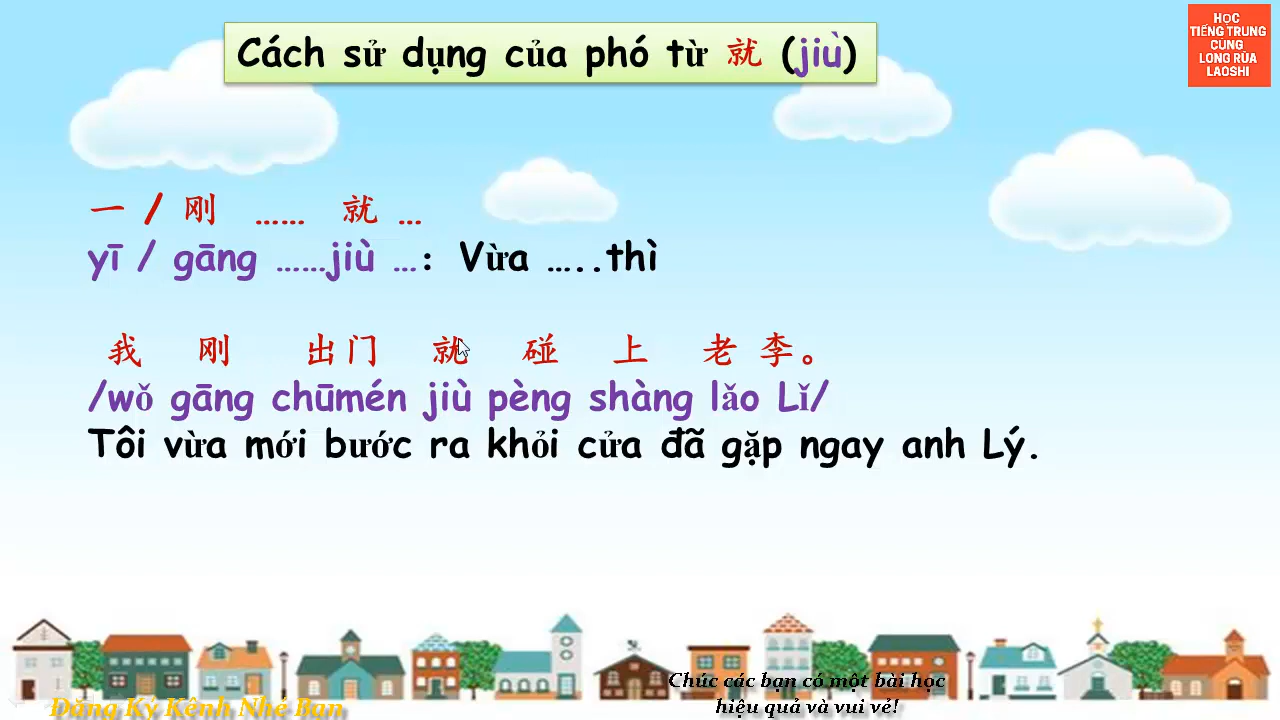 Cách sử dụng của phó từ 就 (jiù)
HỌC
TIẾNG TRUNG
CUNG
LONG RÙA
LAOSHI
一 / 刚 …… 就 …
yī / gāng ……jiù …: Vừa …..thì
我 刚 出门 就 碰 上 老 李。
/wǒ gāng chūmén jiù pèng shàng lǎo Lǐ/
Tôi vừa mới bước ra khỏi cửa đã gặp ngay anh Lý.
Chúc các bạn có một bài học
hiệu quả và vui vẻ!
Đăng Ký Kênh Nhé Bạn